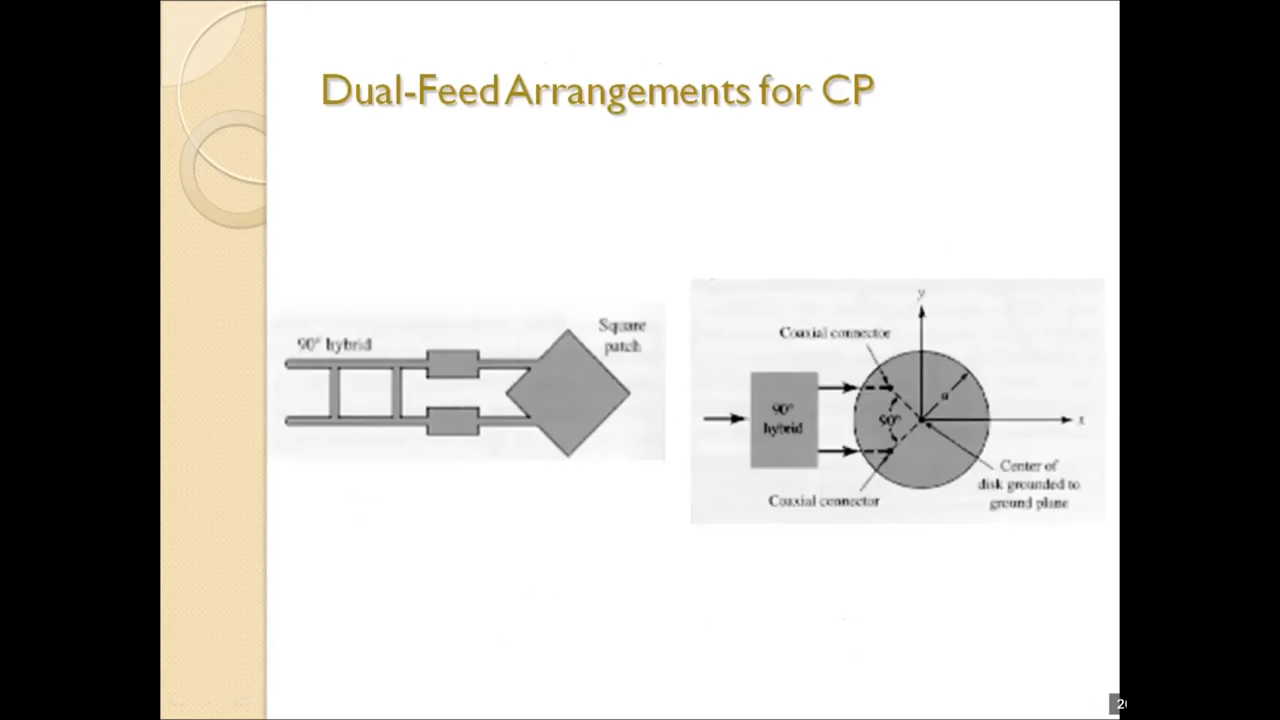 Dual-Feed Arrangements for CP
90° hybrid
Square
patch
y
Coaxial connector
a
90°
hybrid
90°
x
Center of
disk grounded to
ground plane
Coaxial connector